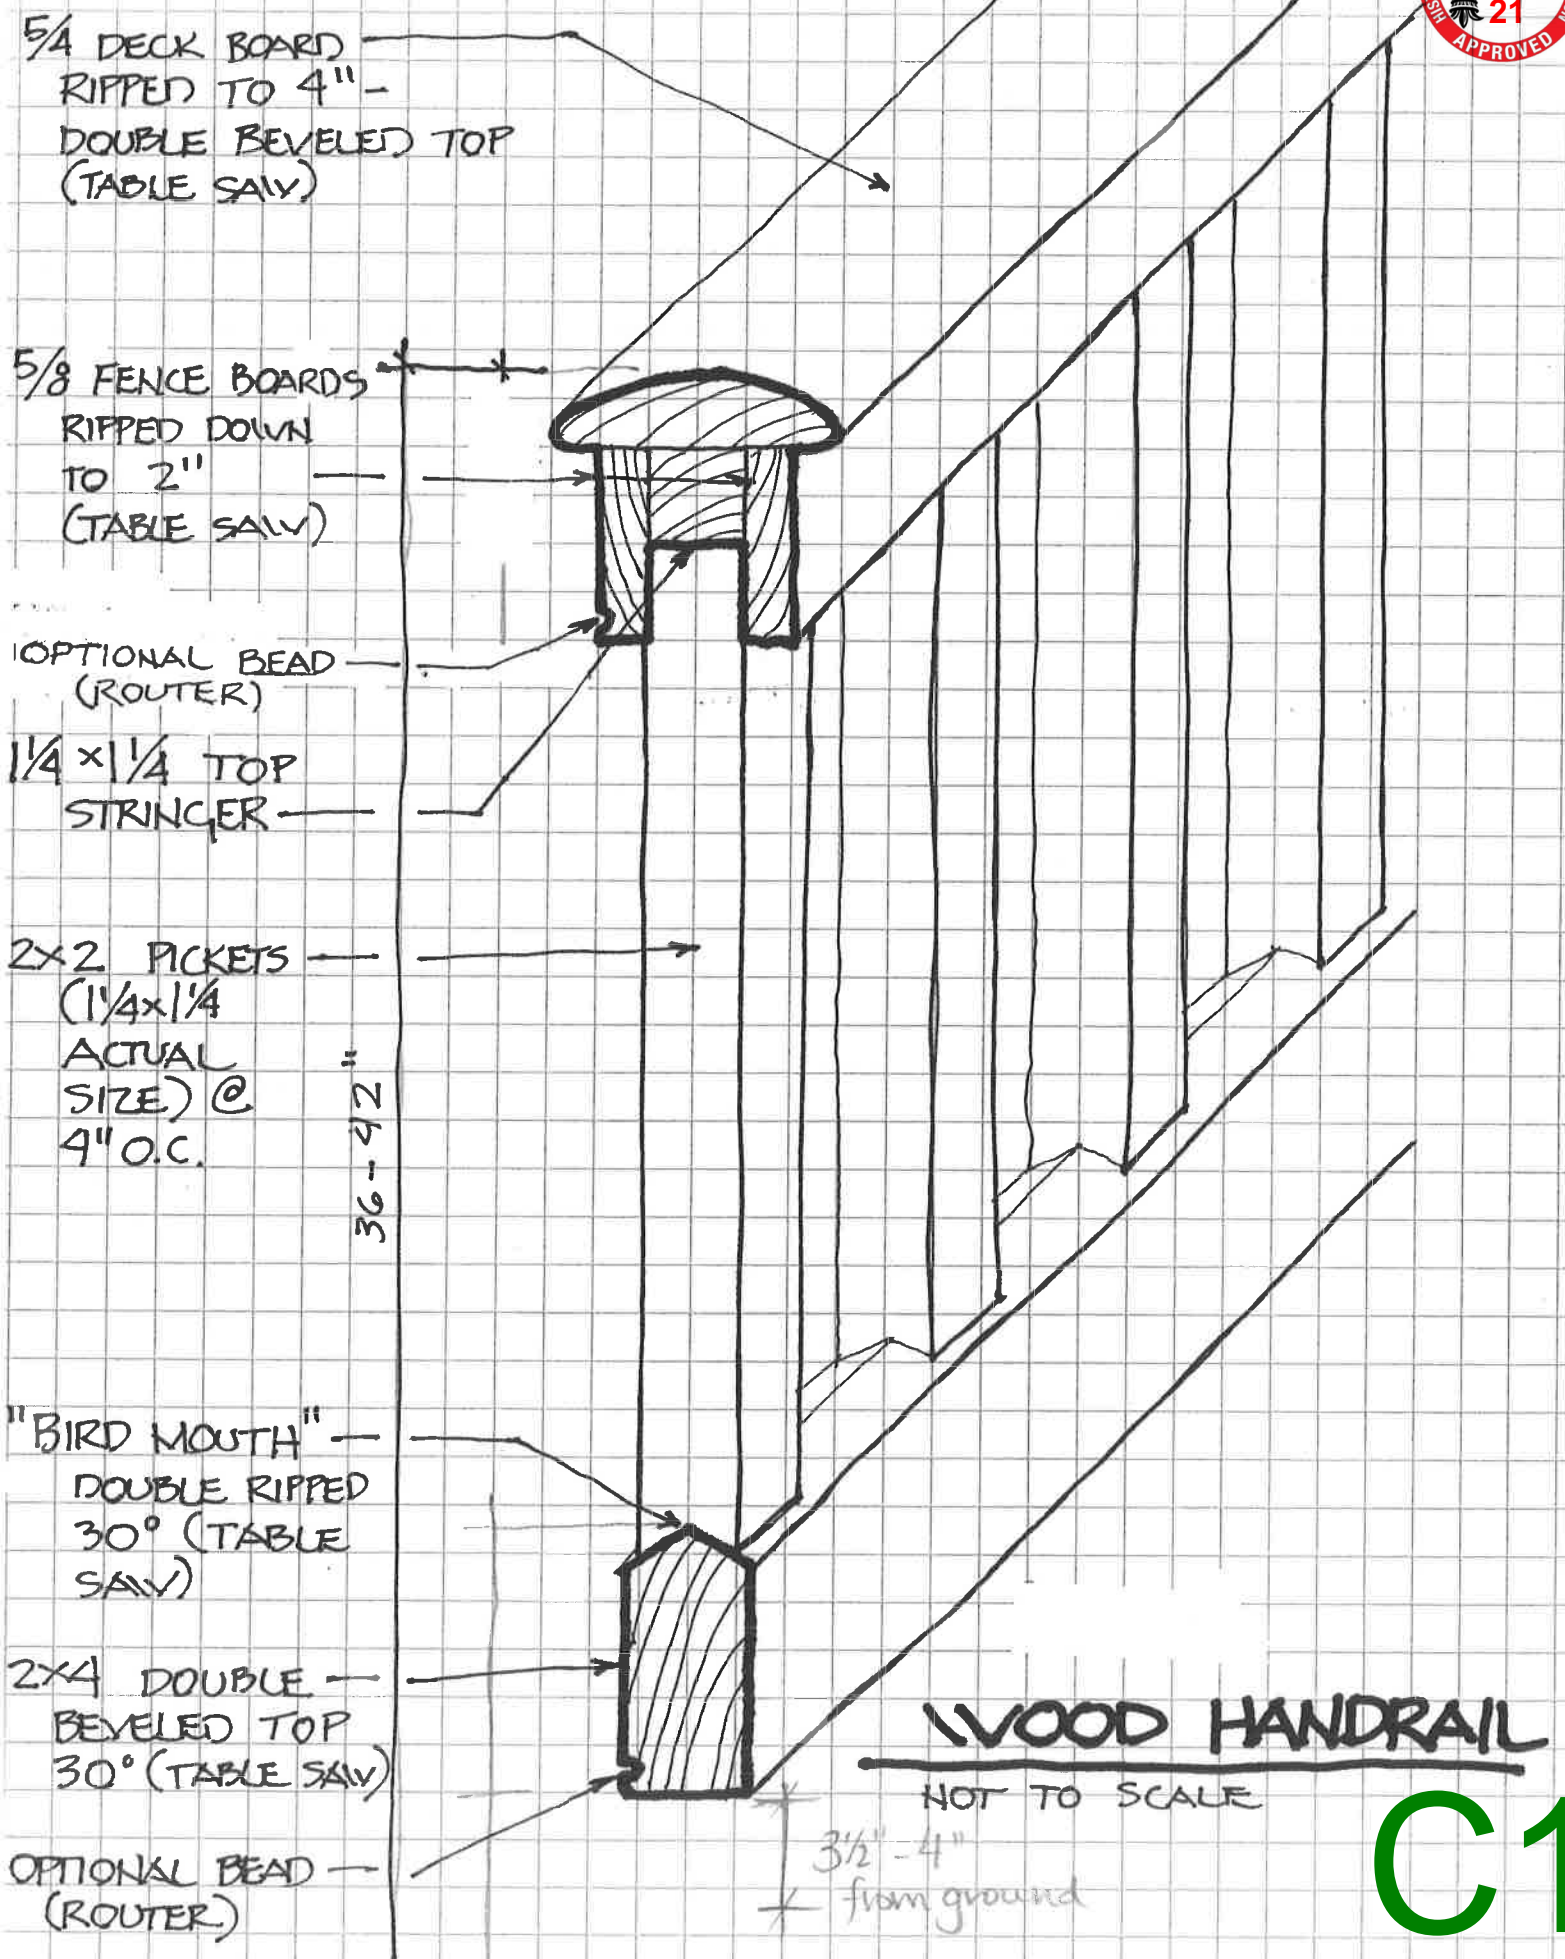 5/4 DECK BOARD
RIPPED TO 4" -
DOUBLE BEVELED TOP
(TABLE SAW)
21
APPROVED
5/8 FENCE BOARDS
RIPPED DOWN
TO 2"
(TABLE SAW)
OPTIONAL BEAD
(ROUTER)
1 1/4 x 1 1/4 TOP
STRINGER
2x2 PICKETS
(1 1/4 x 1 1/4
ACTUAL
SIZE) @
4" O.C.
36-42"
"BIRD MOUTH"
DOUBLE RIPPED
30° (TABLE
SAW)
2x4 DOUBLE
BEVELED TOP
30° (TABLE SAW)
OPTIONAL BEAD
(ROUTER)
WOOD HANDRAIL
NOT TO SCALE
3 1/2" - 4"
from ground
C1